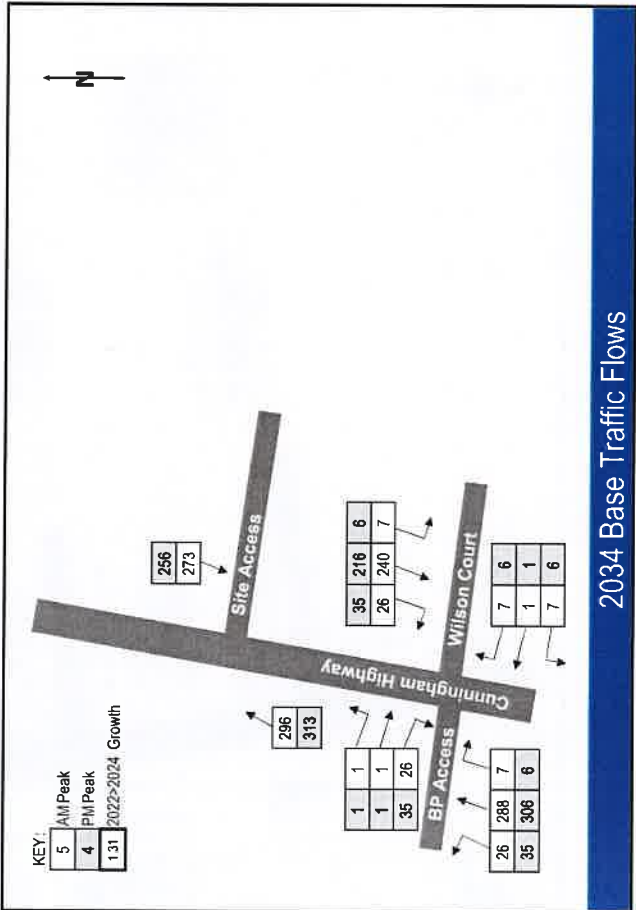 KEY:
5 AM Peak
4 PM Peak
1.31 2022>2024 Growth
N
256
273
Site Access
296
313
Cunningham Highway
35 216 6
26 240 7
1 1
1 1
35 26
BP Access
Wilson Court
26 288 7
35 306 6
7 6
1 1
7 6
2034 Base Traffic Flows